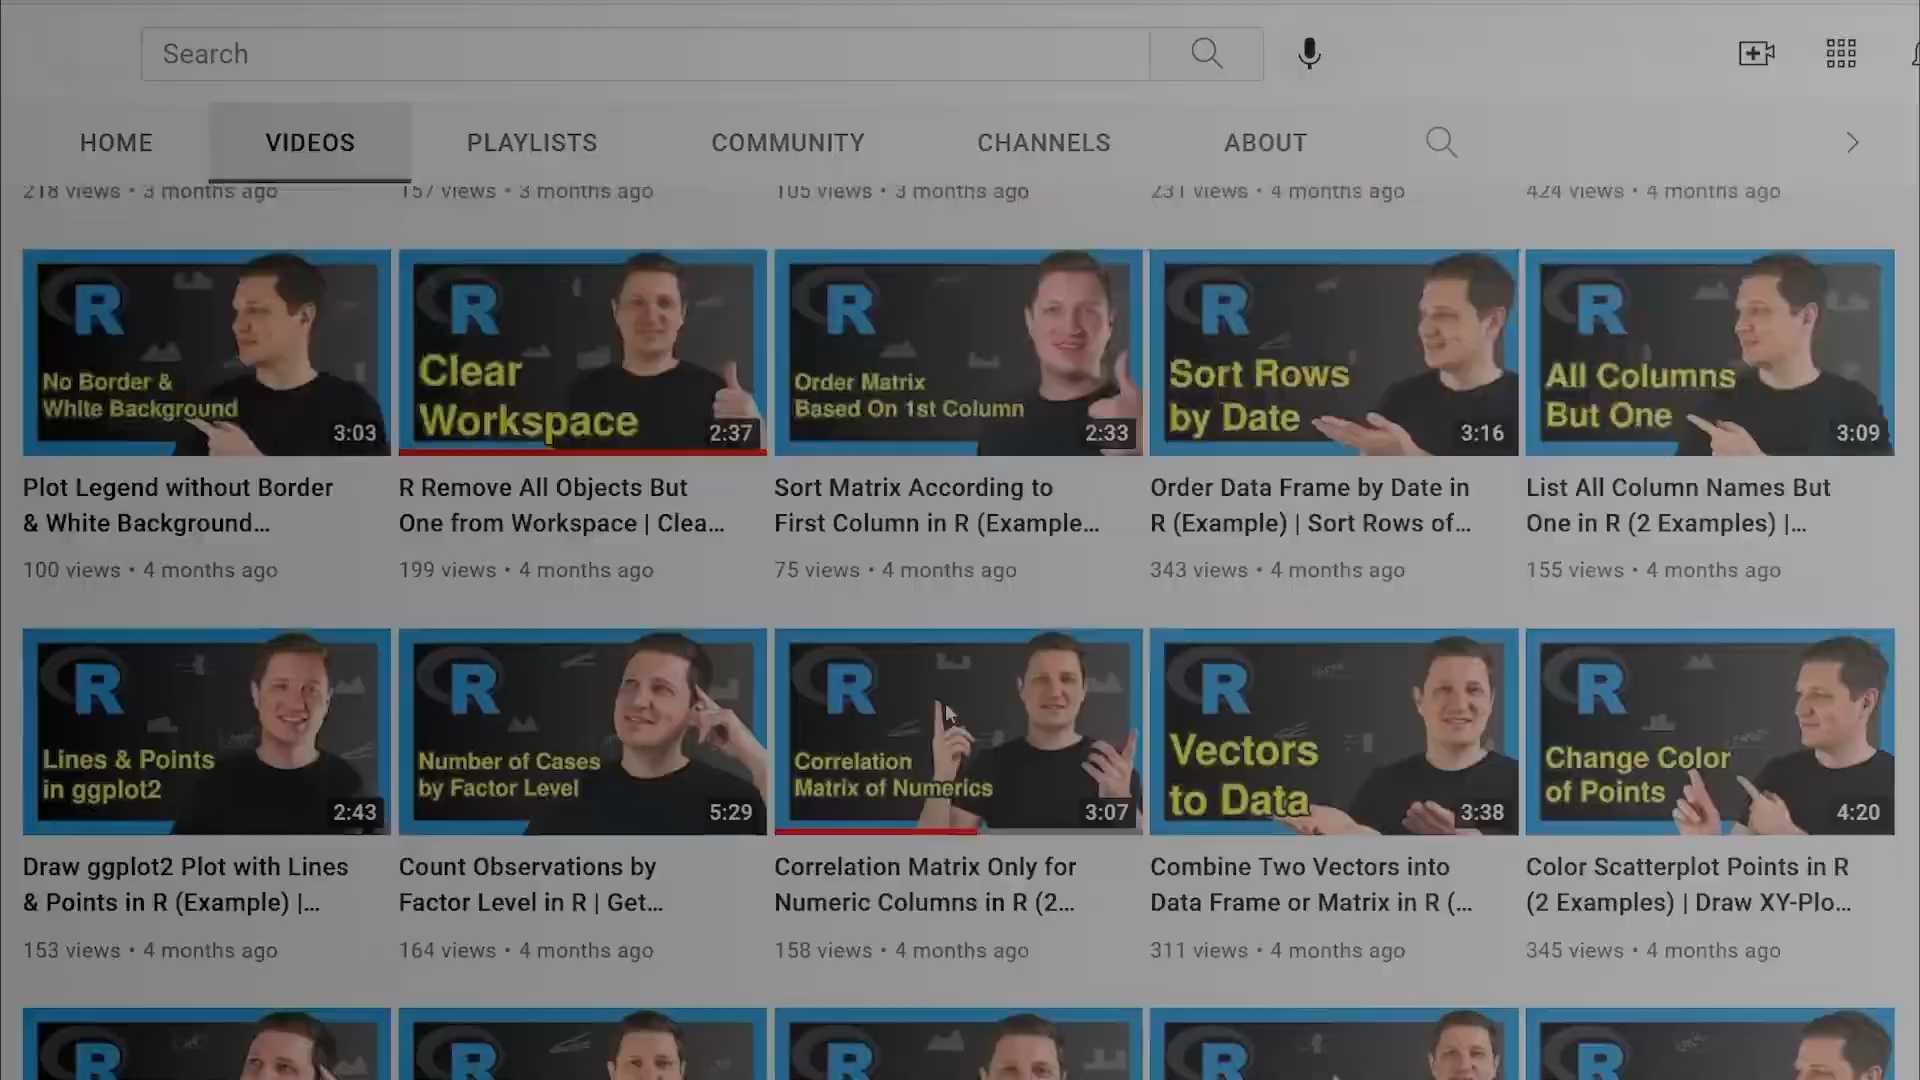 Search
HOME VIDEOS PLAYLISTS COMMUNITY CHANNELS ABOUT
218 views • 3 months ago
157 views • 3 months ago
105 views • 3 months ago
231 views • 4 months ago
424 views • 4 months ago
R
No Border &
White Background
3:03
R
Clear
Workspace
2:37
R
Order Matrix
Based On 1st Column
2:33
R
Sort Rows
by Date
3:16
R
All Columns
But One
3:09
Plot Legend without Border
& White Background...
100 views • 4 months ago
R Remove All Objects But
One from Workspace | Clea...
199 views • 4 months ago
Sort Matrix According to
First Column in R (Example...
75 views • 4 months ago
Order Data Frame by Date in
R (Example) | Sort Rows of...
343 views • 4 months ago
List All Column Names But
One in R (2 Examples) |...
155 views • 4 months ago
R
Lines & Points
in ggplot2
2:43
R
Number of Cases
by Factor Level
5:29
R
Correlation
Matrix of Numerics
3:07
R
Vectors
to Data
3:38
R
Change Color
of Points
4:20
Draw ggplot2 Plot with Lines
& Points in R (Example) |...
153 views • 4 months ago
Count Observations by
Factor Level in R | Get...
164 views • 4 months ago
Correlation Matrix Only for
Numeric Columns in R (2...
158 views • 4 months ago
Combine Two Vectors into
Data Frame or Matrix in R (...
311 views • 4 months ago
Color Scatterplot Points in R
(2 Examples) | Draw XY-Plo...
345 views • 4 months ago
R
R
R
R
R